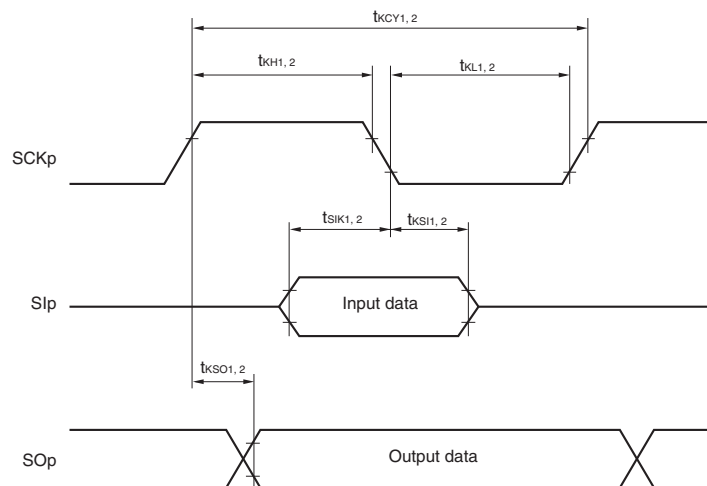 tKCY1, 2
tKH1, 2
tKL1, 2
SCKp
tSIK1, 2
tKSI1, 2
SIp
Input data
tKSO1, 2
SOp
Output data